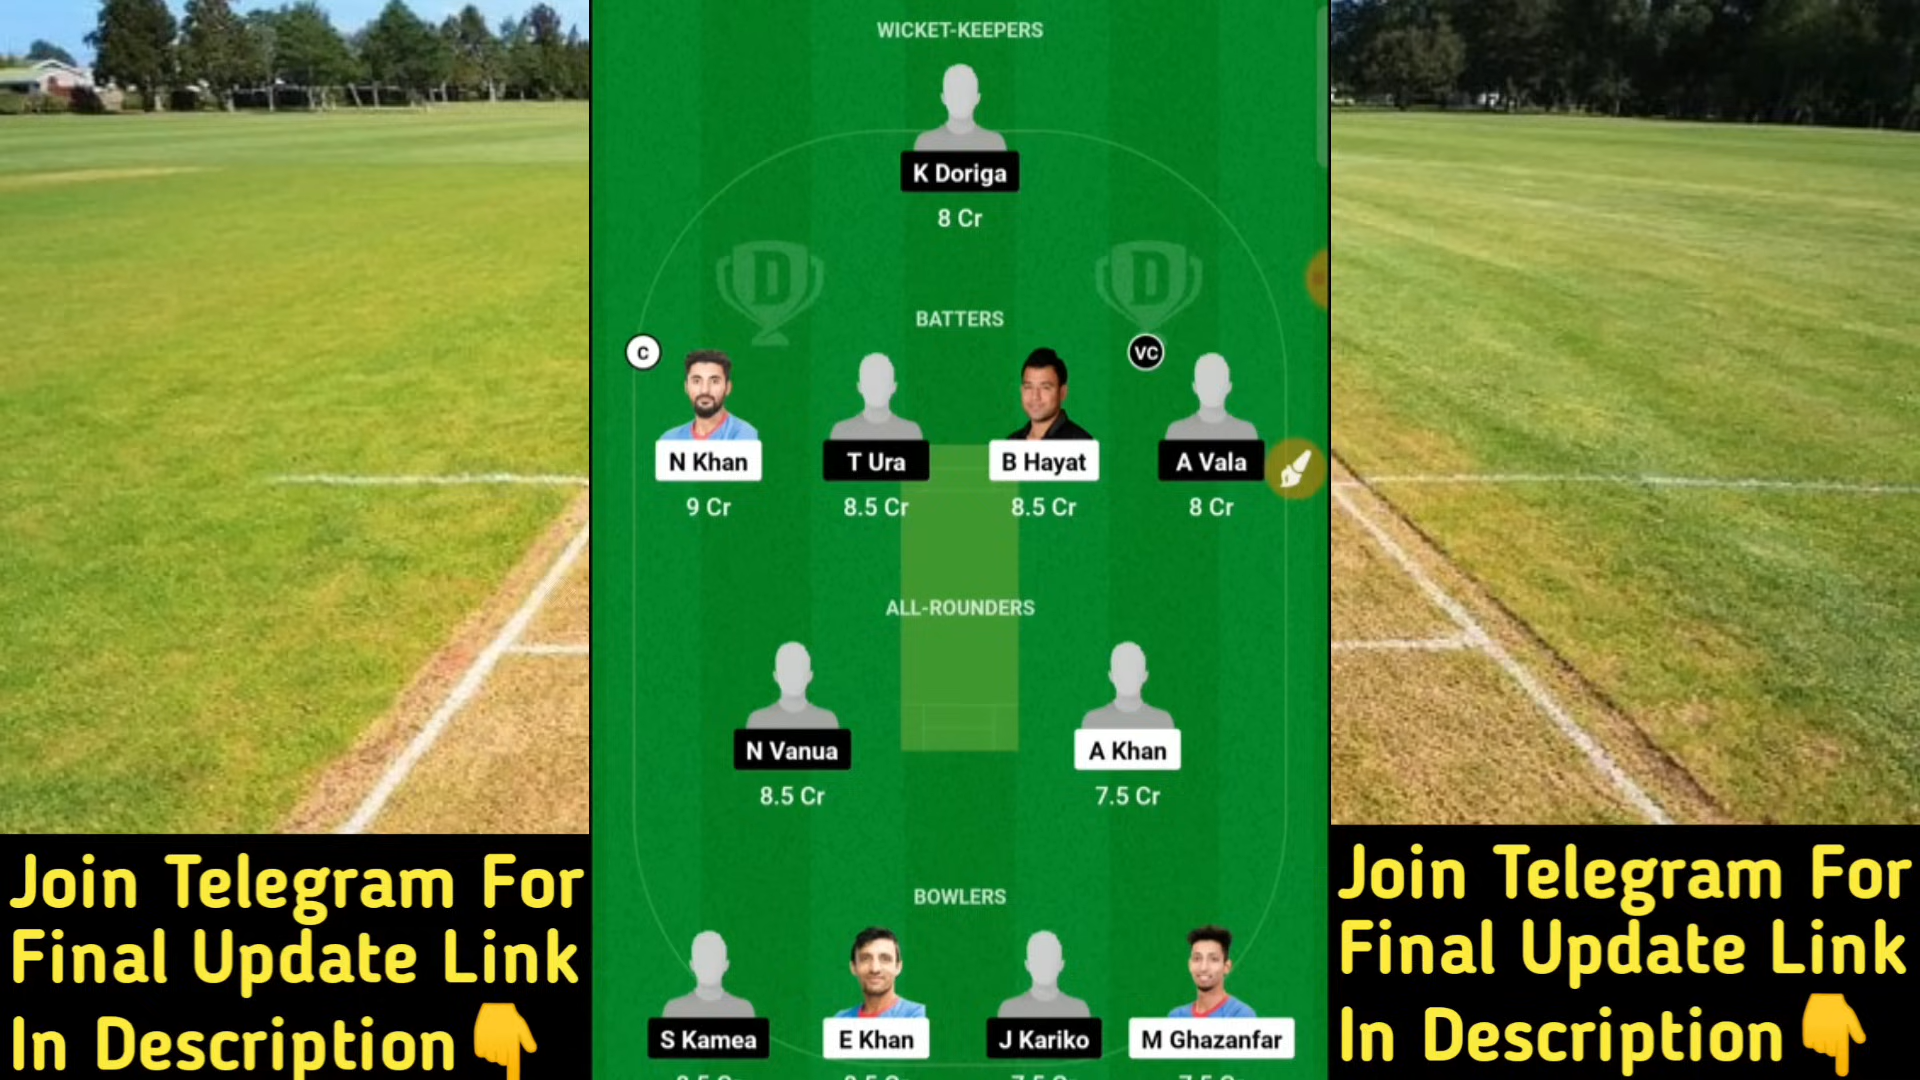 WICKET-KEEPERS
K Doriga
8 Cr
D D
BATTERS
C
VC
N Khan
T Ura
B Hayat
A Vala
9 Cr
8.5 Cr
8.5 Cr
8 Cr
ALL-ROUNDERS
N Vanua
A Khan
8.5 Cr
7.5 Cr
BOWLERS
S Kamea
E Khan
J Kariko
M Ghazanfar
Join Telegram For
Final Update Link
In Description👇
Join Telegram For
Final Update Link
In Description👇